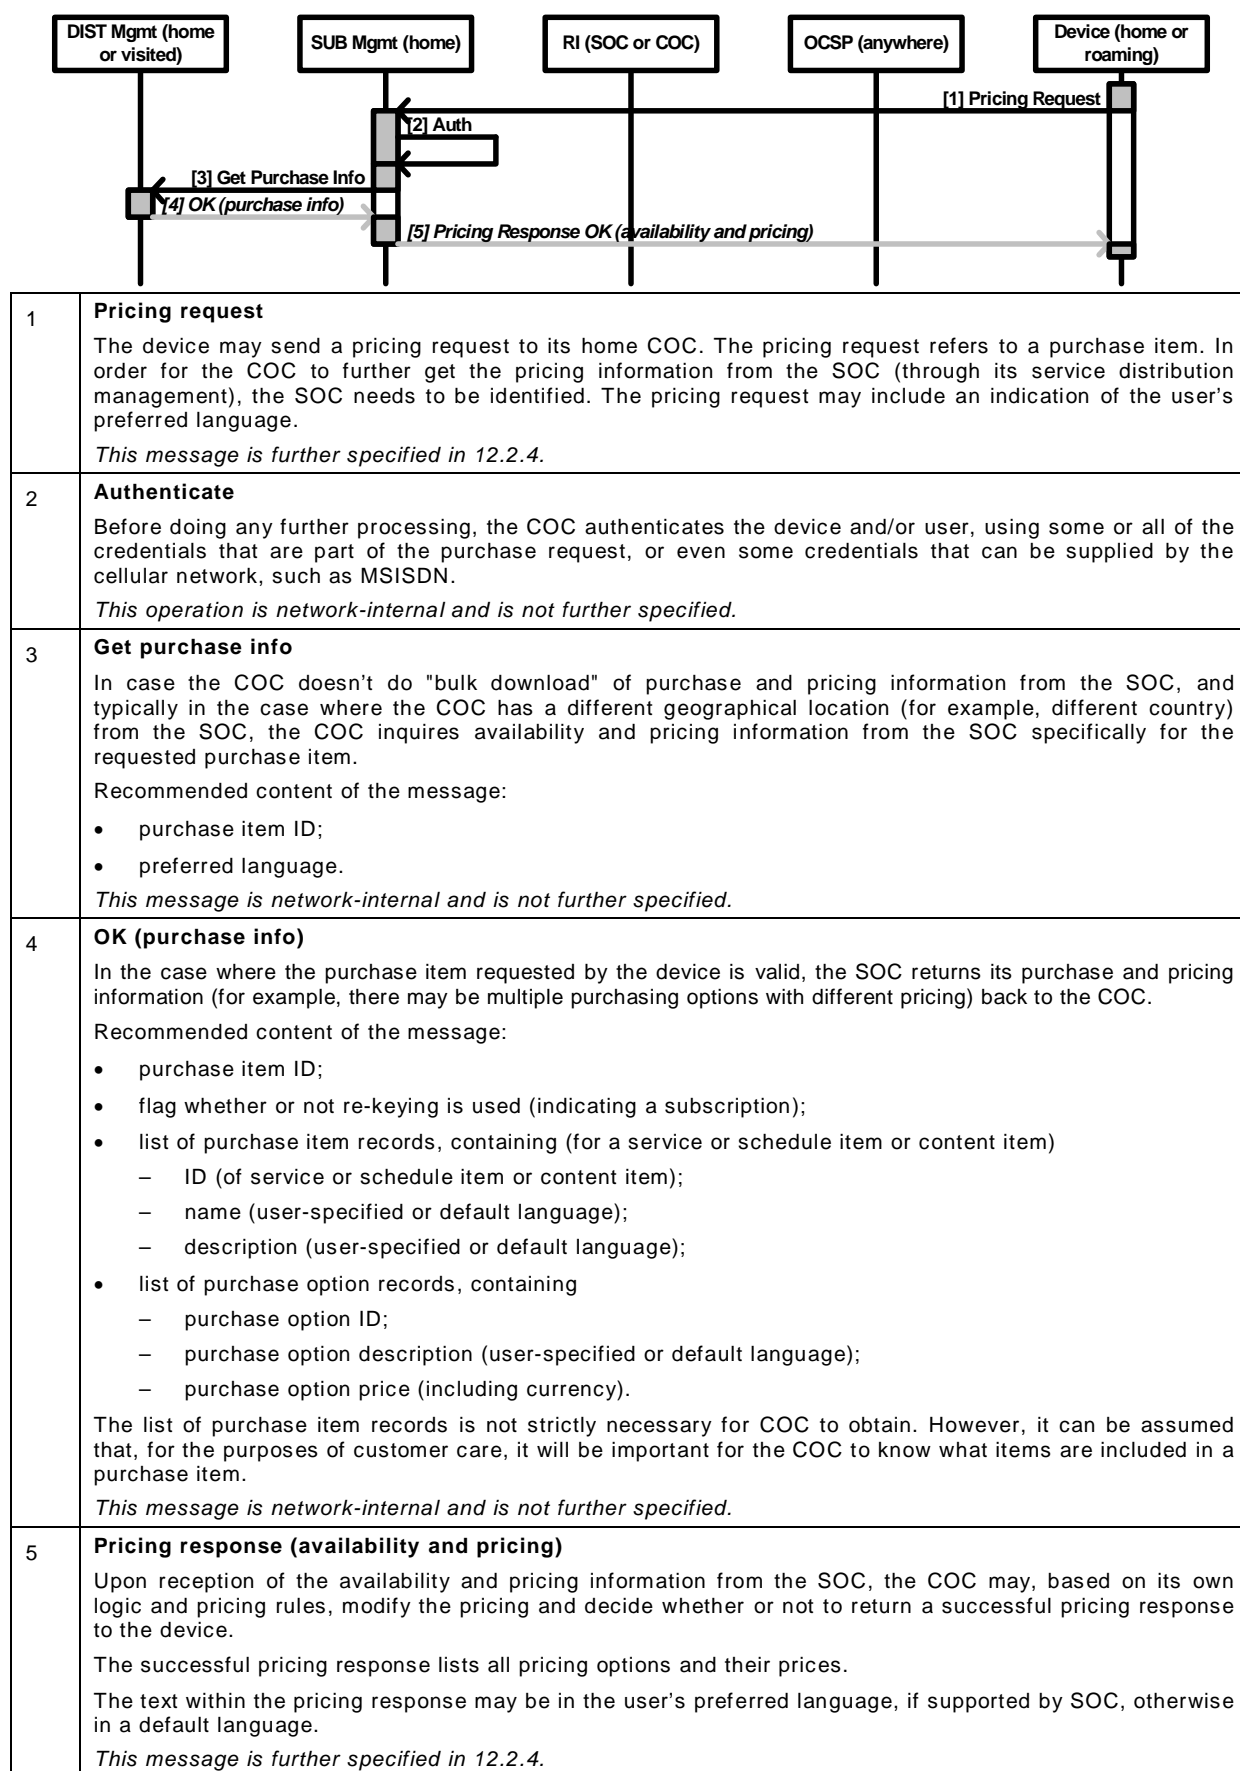 DIST Mgmt (home
or visited)
SUB Mgmt (home)
RI (SOC or COC)
OCSP (anywhere)
Device (home or
roaming)
[1] Pricing Request
[2] Auth
[3] Get Purchase Info
[4] OK (purchase info)
[5] Pricing Response OK (availability and pricing)
1
Pricing request
The device may send a pricing request to its home COC. The pricing request refers to a purchase item. In
order for the COC to further get the pricing information from the SOC (through its service distribution
management), the SOC needs to be identified. The pricing request may include an indication of the user's
preferred language.
This message is further specified in 12.2.4.
2
Authenticate
Before doing any further processing, the COC authenticates the device and/or user, using some or all of the
credentials that are part of the purchase request, or even some credentials that can be supplied by the
cellular network, such as MSISDN.
This operation is network-internal and is not further specified.
3
Get purchase info
In case the COC doesn't do "bulk download" of purchase and pricing information from the SOC, and
typically in the case where the COC has a different geographical location (for example, different country)
from the SOC, the COC inquires availability and pricing information from the SOC specifically for the
requested purchase item.
Recommended content of the message:
• purchase item ID;
• preferred language.
This message is network-internal and is not further specified.
4
OK (purchase info)
In the case where the purchase item requested by the device is valid, the SOC returns its purchase and pricing
information (for example, there may be multiple purchasing options with different pricing) back to the COC.
Recommended content of the message:
• purchase item ID;
• flag whether or not re-keying is used (indicating a subscription);
• list of purchase item records, containing (for a service or schedule item or content item)
– ID (of service or schedule item or content item);
– name (user-specified or default language);
– description (user-specified or default language);
• list of purchase option records, containing
– purchase option ID;
– purchase option description (user-specified or default language);
– purchase option price (including currency).
The list of purchase item records is not strictly necessary for COC to obtain. However, it can be assumed
that, for the purposes of customer care, it will be important for the COC to know what items are included in a
purchase item.
This message is network-internal and is not further specified.
5
Pricing response (availability and pricing)
Upon reception of the availability and pricing information from the SOC, the COC may, based on its own
logic and pricing rules, modify the pricing and decide whether or not to return a successful pricing response
to the device.
The successful pricing response lists all pricing options and their prices.
The text within the pricing response may be in the user's preferred language, if supported by SOC, otherwise
in a default language.
This message is further specified in 12.2.4.